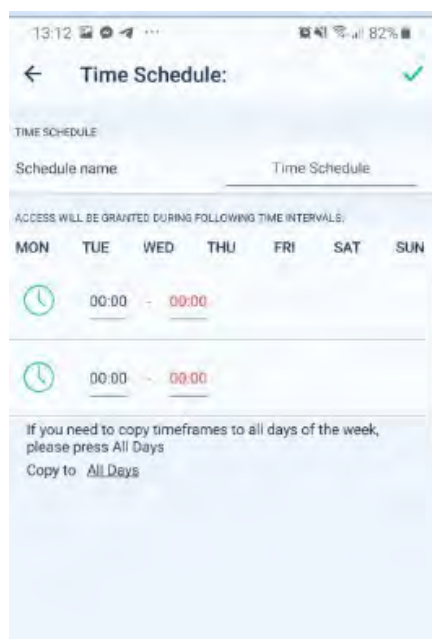 13:12 ... 82%
Time Schedule:
TIME SCHEDULE
Schedule name Time Schedule
ACCESS WILL BE GRANTED DURING FOLLOWING TIME INTERVALS:
MON TUE WED THU FRI SAT SUN
00:00 - 00:00
00:00 - 00:00
If you need to copy timeframes to all days of the week,
please press All Days
Copy to All Days